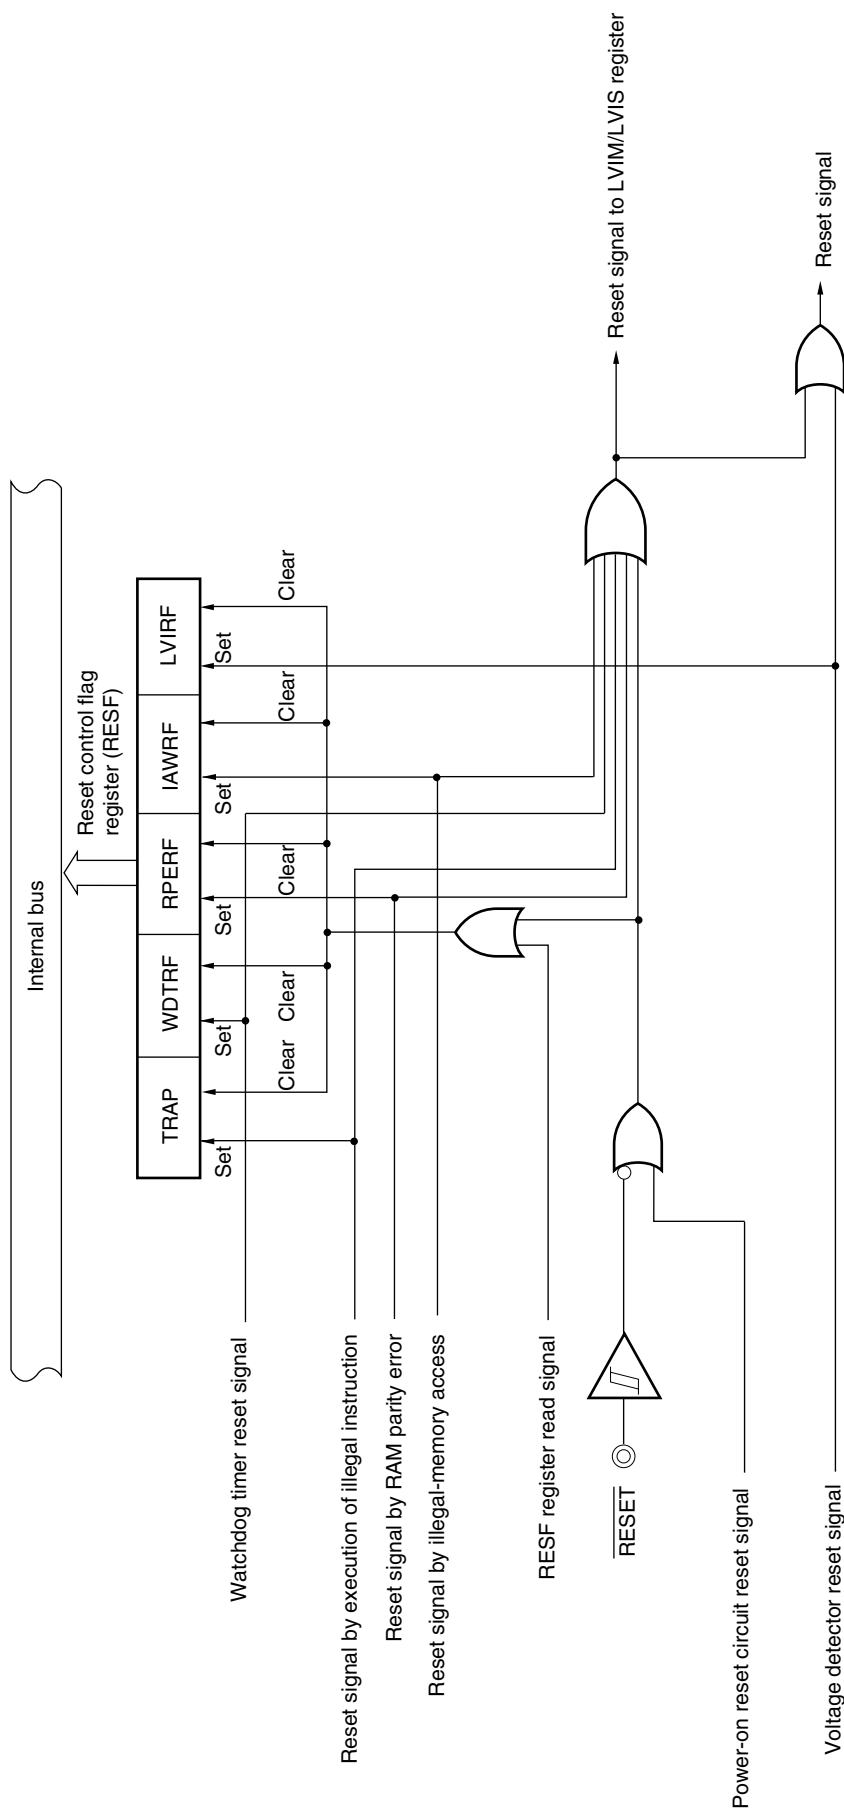 Internal bus
Reset control flag
register (RESF)
TRAP
WDTRF
RPERF
IAWRF
LVIRF
Set
Clear
Set
Clear
Set
Clear
Set
Clear
Set
Clear
Watchdog timer reset signal
Reset signal by execution of illegal instruction
Reset signal by RAM parity error
Reset signal by illegal-memory access
RESF register read signal
RESET
Reset signal to LVIM/LVIS register
Power-on reset circuit reset signal
Voltage detector reset signal
Reset signal